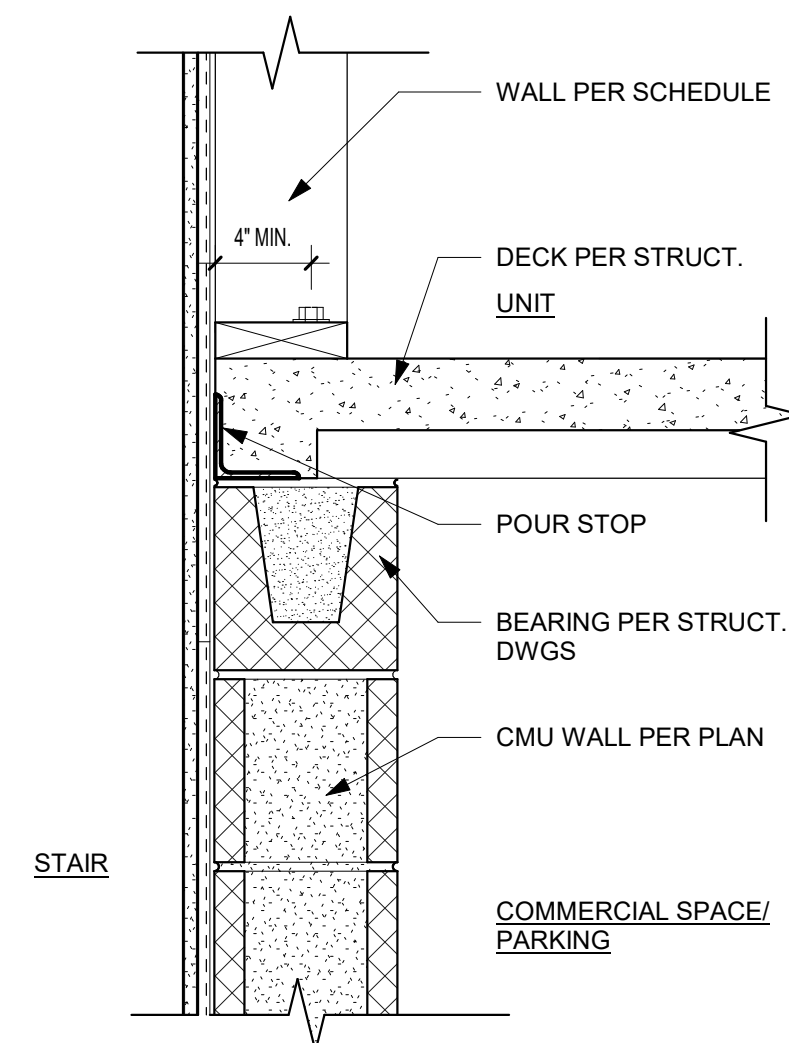 WALL PER SCHEDULE
4" MIN.
DECK PER STRUCT.
UNIT
POUR STOP
BEARING PER STRUCT.
DWGS
CMU WALL PER PLAN
STAIR
COMMERCIAL SPACE/
PARKING